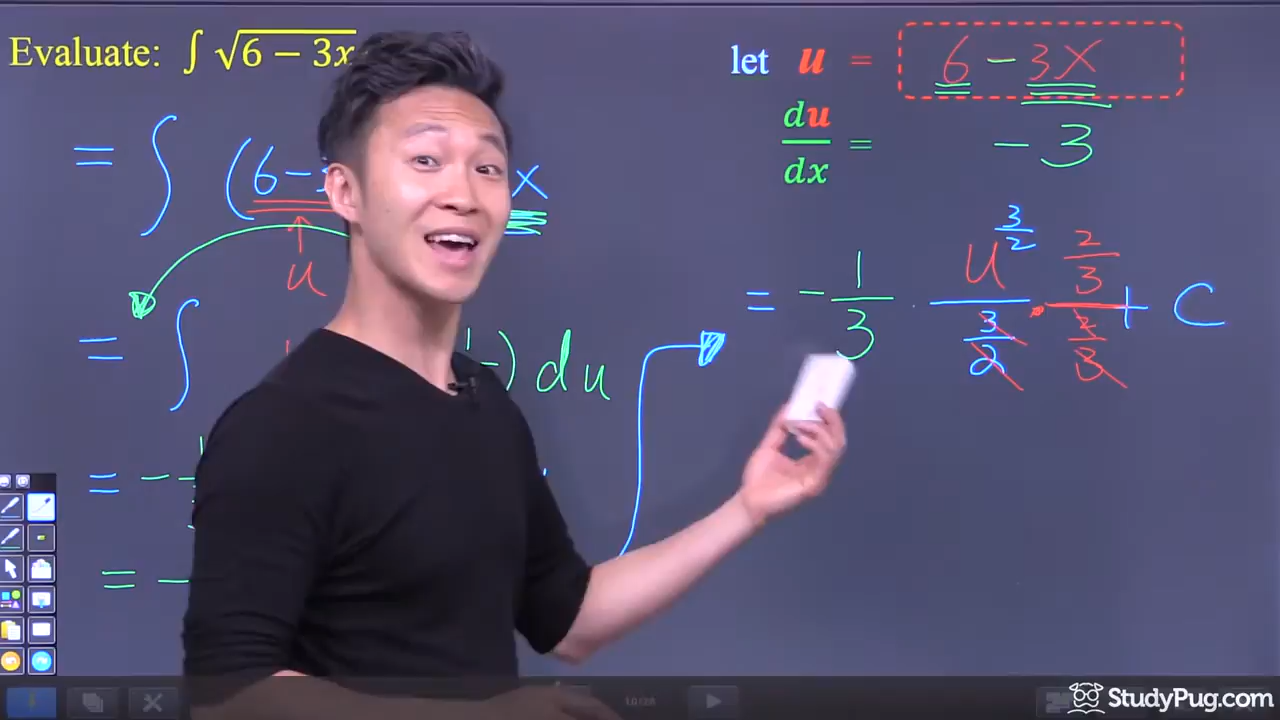 Evaluate: ∫ √6 − 3x
= ∫ (6 − x
u
= ∫ ) du
= −
= −
let u = 6 − 3x
du/dx = − 3
= − 1/3 · u^(3/2) / (3/2) · (2/3) / (2/3) + C
StudyPug.com